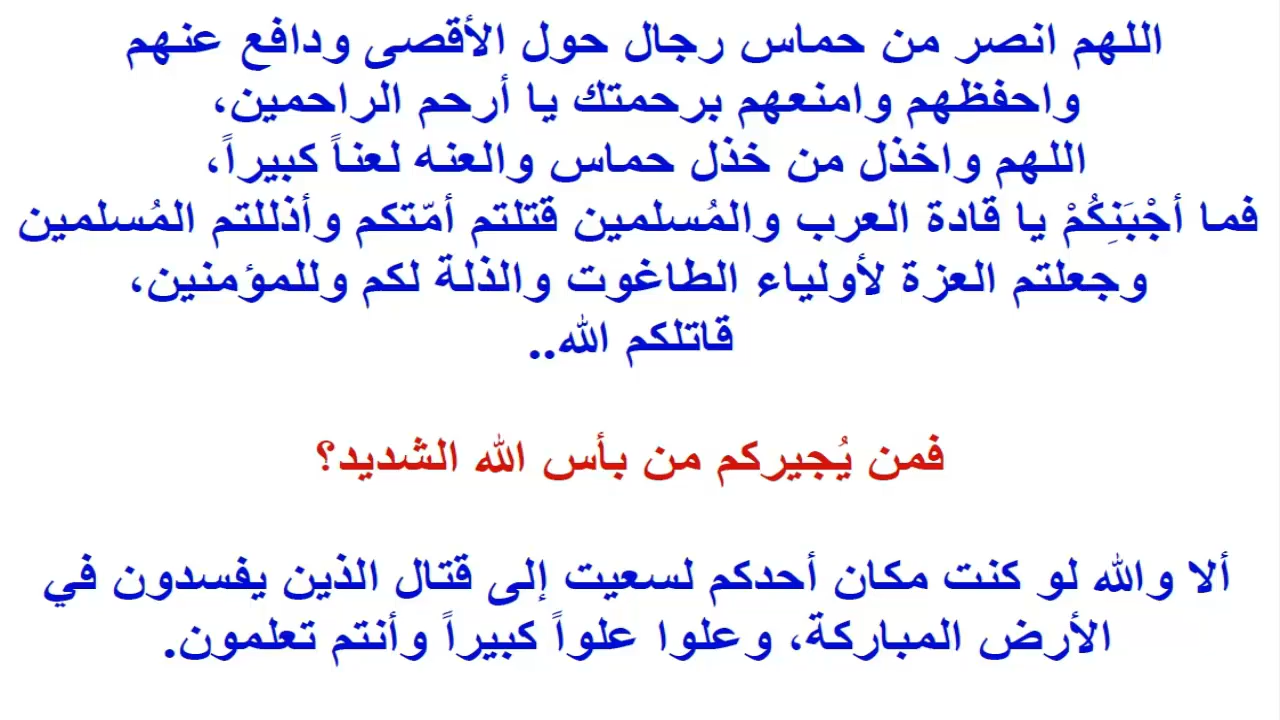 اللهم انصر من حماس رجال حول الأقصى ودافع عنهم
واحفظهم وامنعهم برحمتك يا أرحم الراحمين،
اللهم واخذل من خذل حماس والعنه لعناً كبيراً،
فما أجْبَنِكُمْ يا قادة العرب والمُسلمين قتلتم أمّتكم وأذللتم المُسلمين
وجعلتم العزة لأولياء الطاغوت والذلة لكم وللمؤمنين،
قاتلكم الله..
فمن يُجيركم من بأس الله الشديد؟
ألا والله لو كنت مكان أحدكم لسعيت إلى قتال الذين يفسدون في
الأرض المباركة، وعلوا علواً كبيراً وأنتم تعلمون.